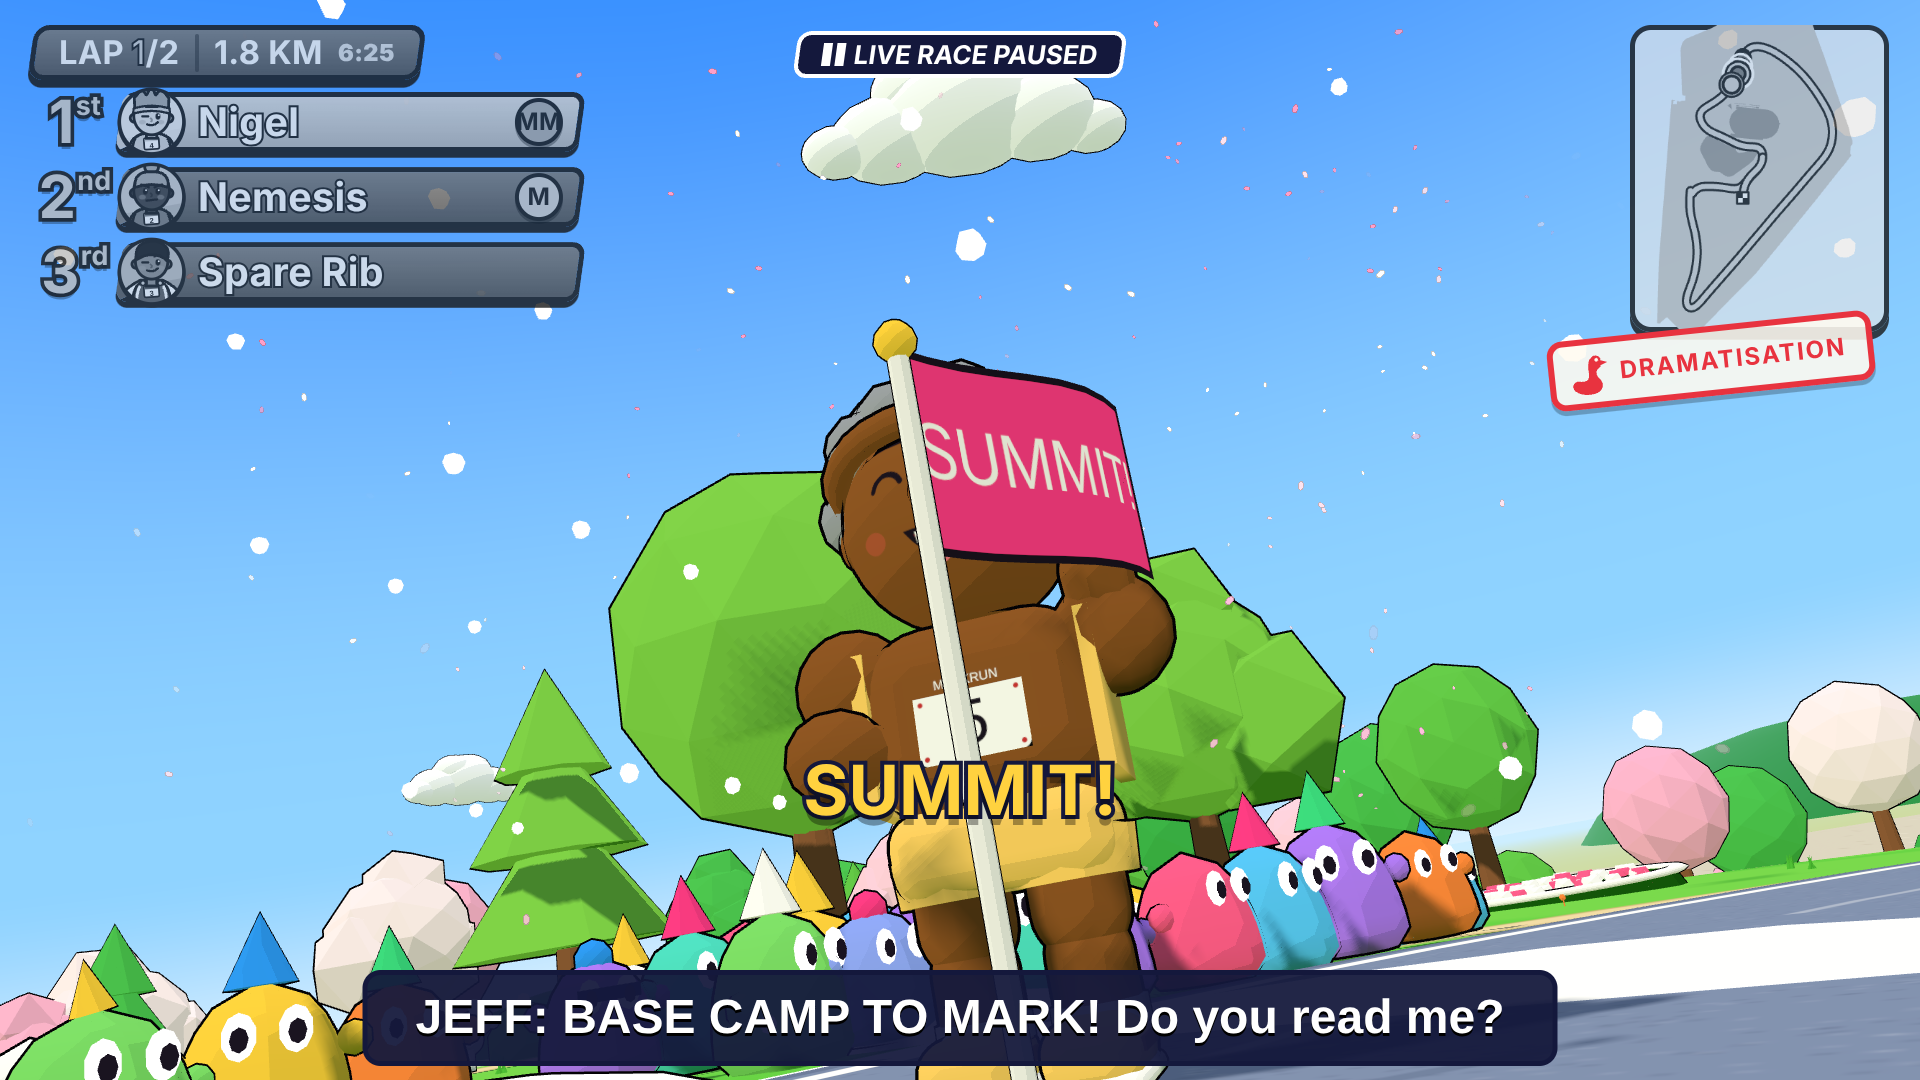 LAP 1/2 1.8 KM 6:25
LIVE RACE PAUSED
1st Nigel MM
2nd Nemesis M
3rd Spare Rib
DRAMATISATION
SUMMIT!
5
SUMMIT!
JEFF: BASE CAMP TO MARK! Do you read me?